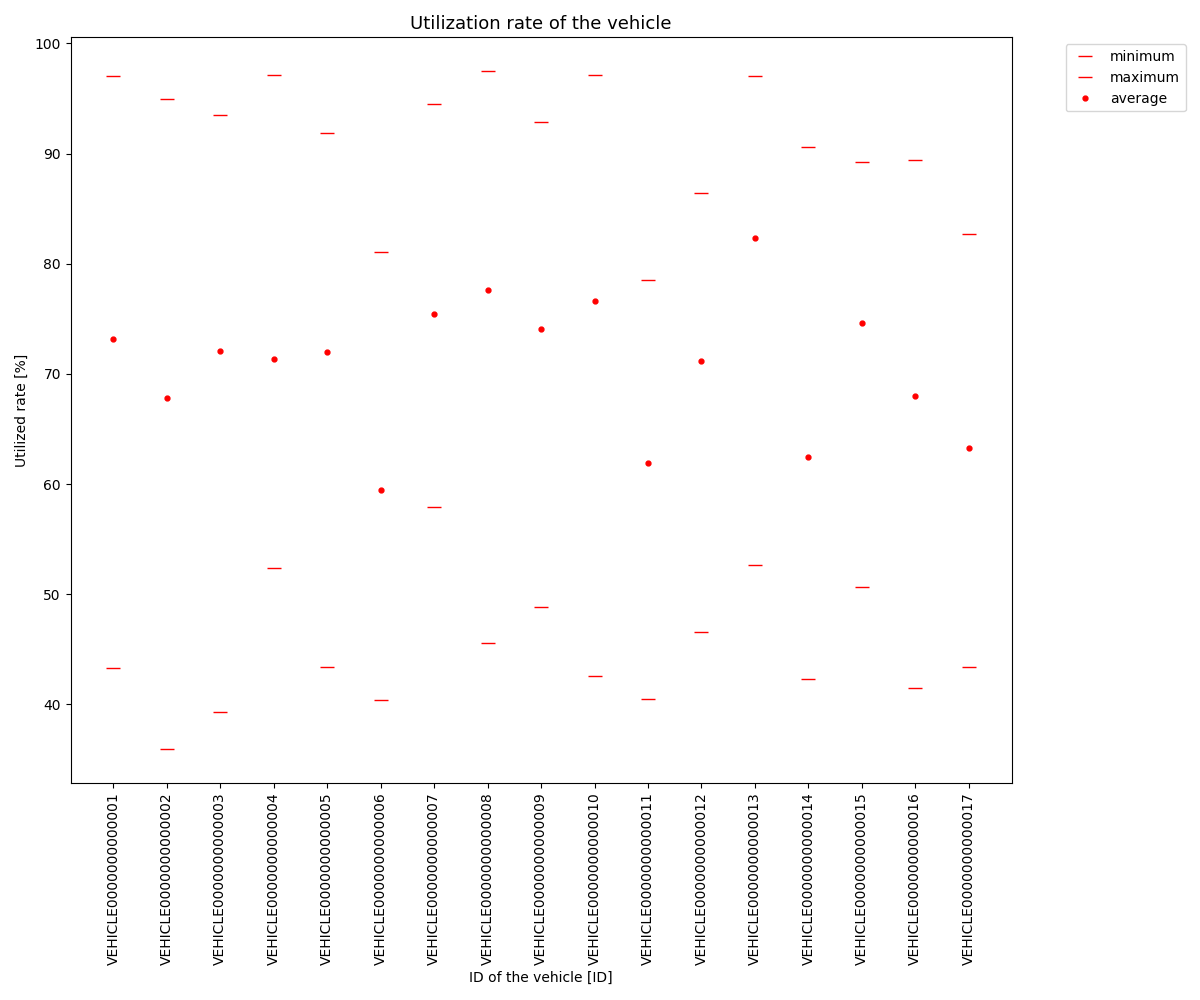 Utilization rate of the vehicle
minimum
maximum
average
100
90
80
70
60
50
40
Utilized rate [%]
VEHICLE0000000000001
VEHICLE0000000000002
VEHICLE0000000000003
VEHICLE0000000000004
VEHICLE0000000000005
VEHICLE0000000000006
VEHICLE0000000000007
VEHICLE0000000000008
VEHICLE0000000000009
VEHICLE0000000000010
VEHICLE0000000000011
VEHICLE0000000000012
VEHICLE0000000000013
VEHICLE0000000000014
VEHICLE0000000000015
VEHICLE0000000000016
VEHICLE0000000000017
ID of the vehicle [ID]